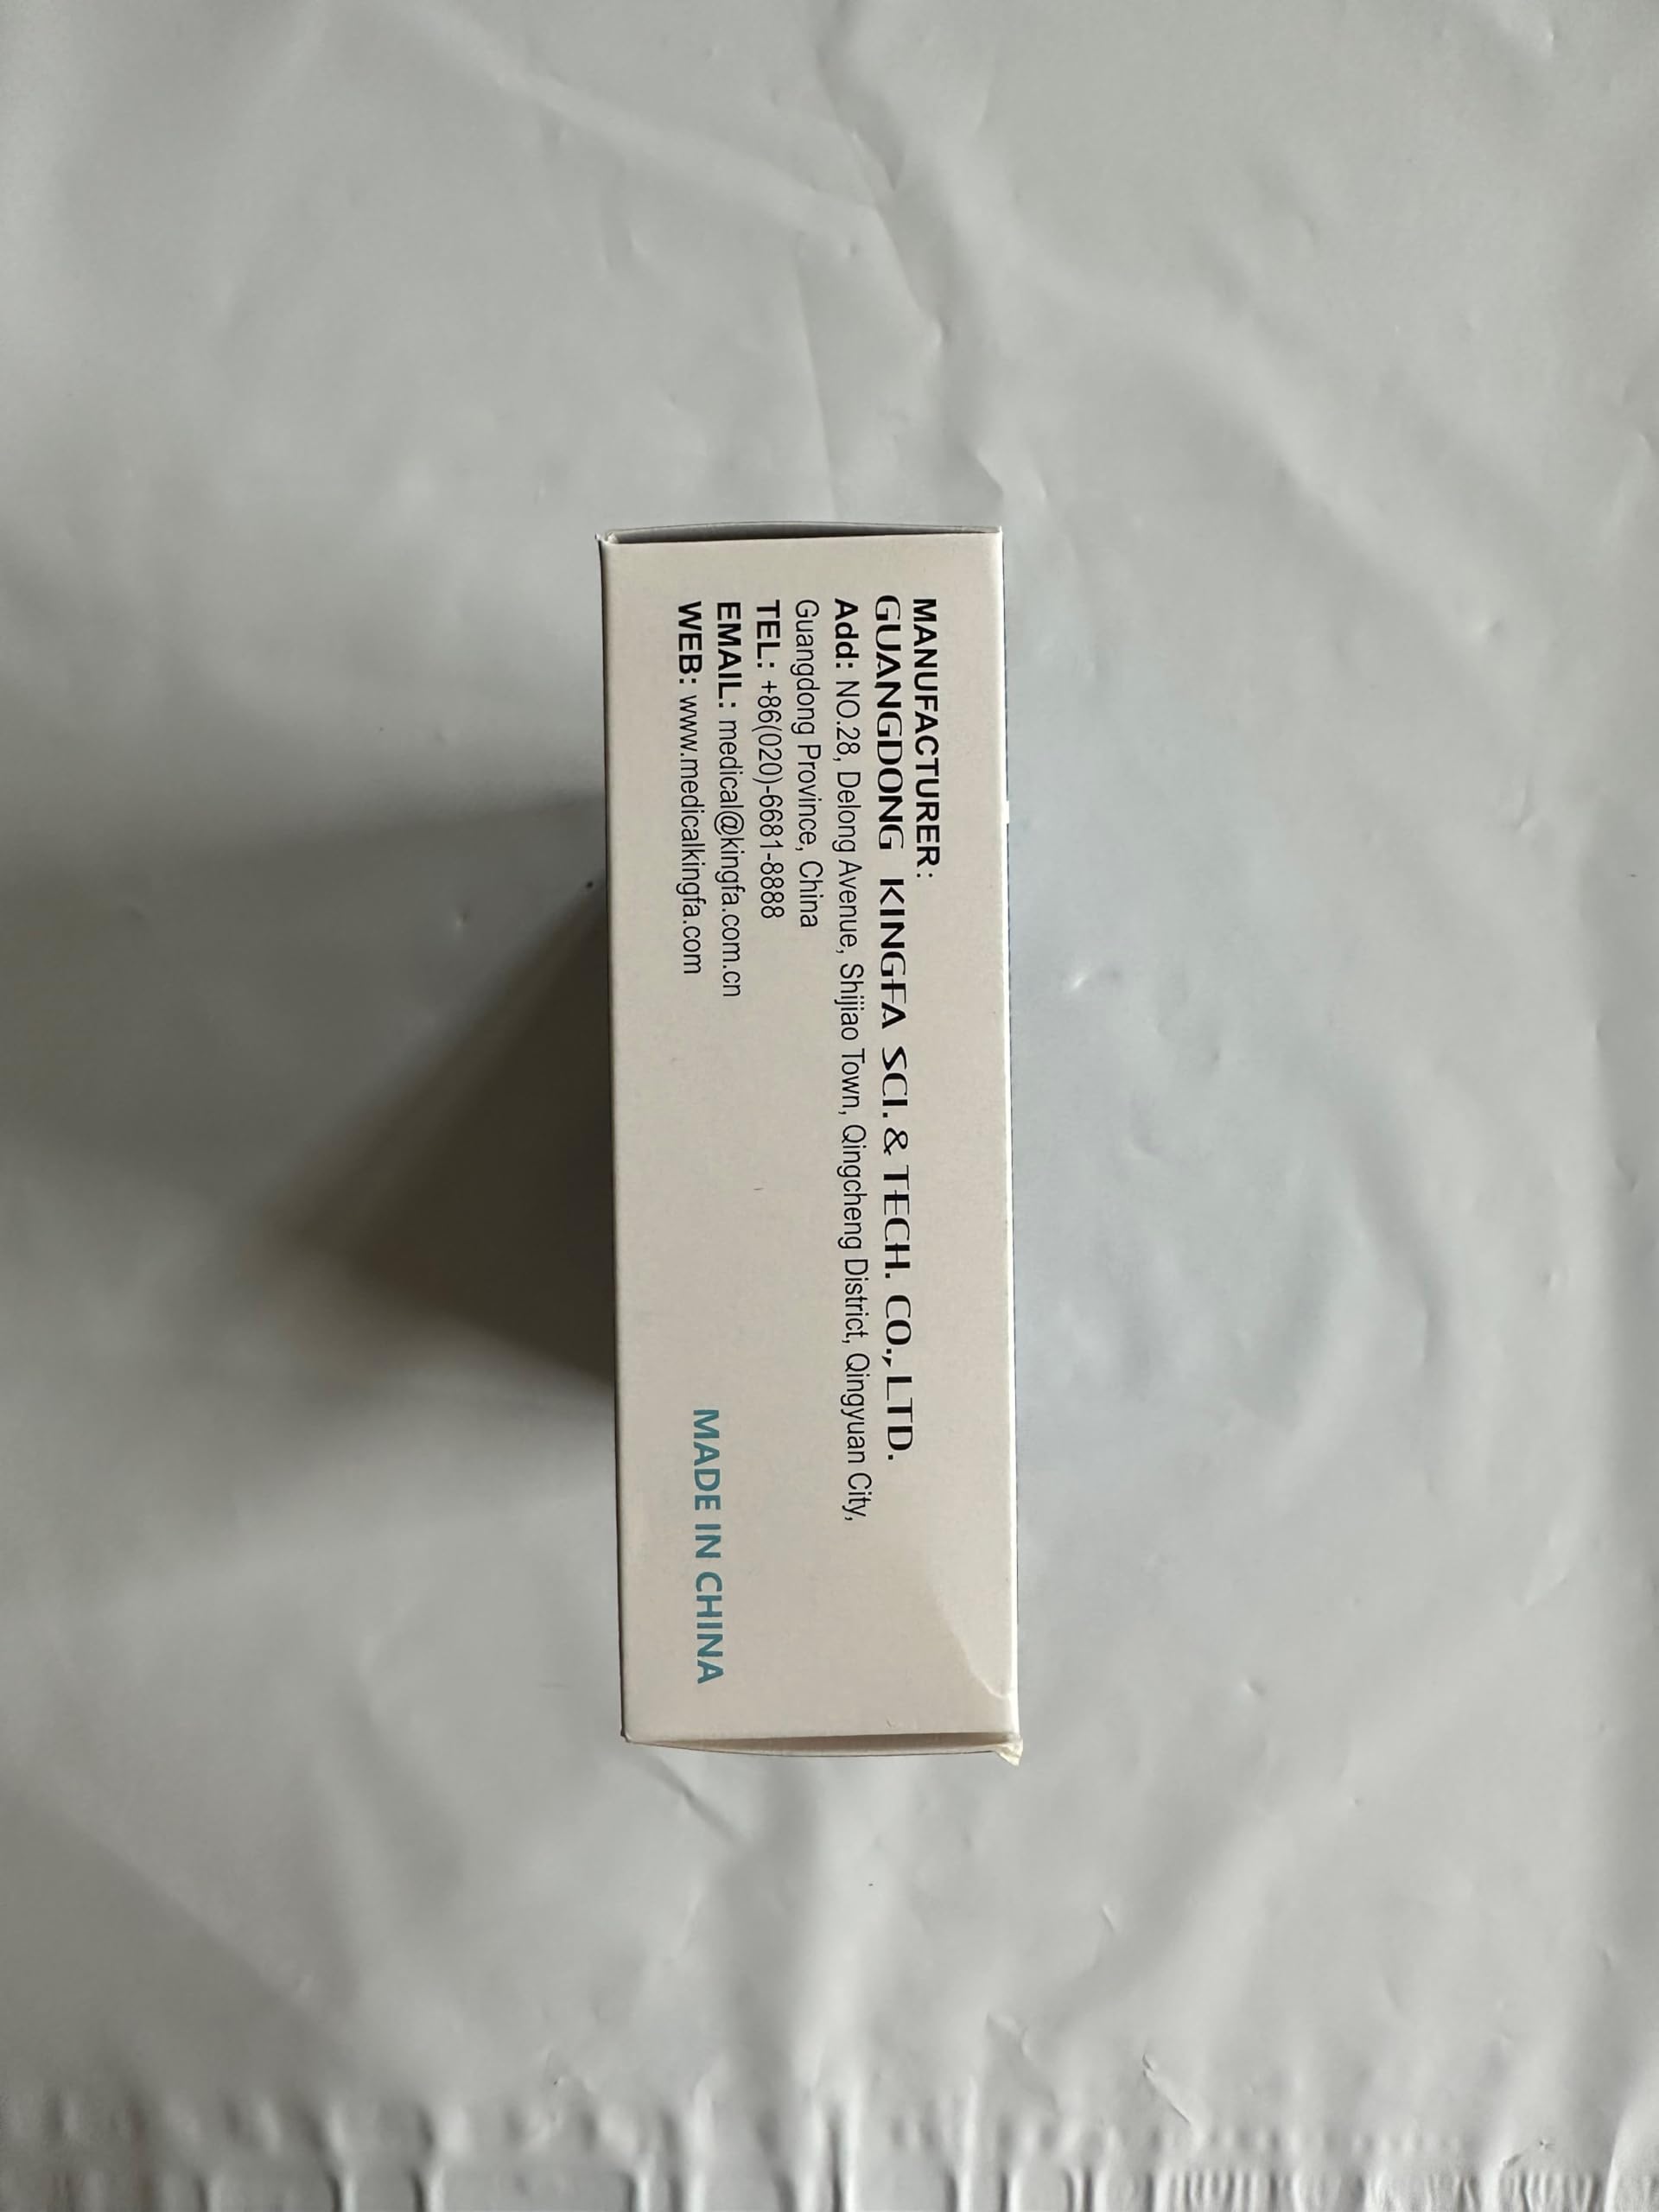 MANUFACTURER:
GUANGDONG KINGFA SCI. & TECH. CO., LTD.
Add: NO.28, Delong Avenue, Shijiao Town, Qingcheng District, Qingyuan City,
Guangdong Province, China
TEL: +86(020)-6681-8888
EMAIL: medical@kingfa.com.cn
WEB: www.medicalkingfa.com
MADE IN CHINA